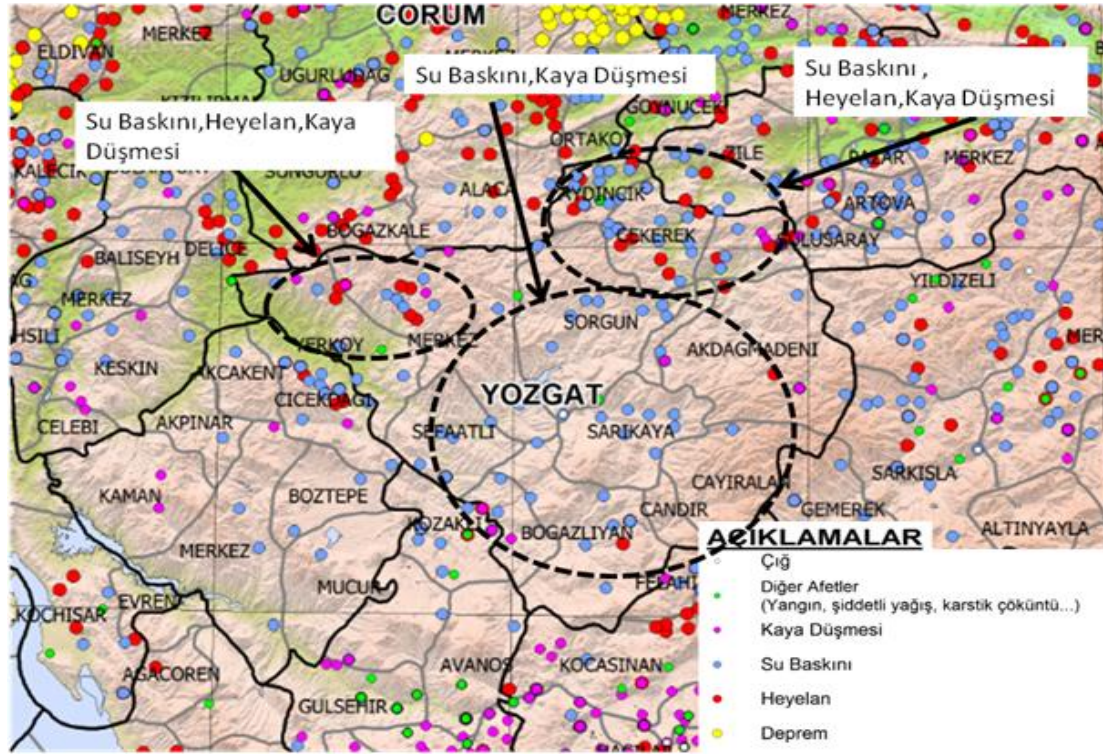 ÇORUM
MERKEZ
MERKEZ
ELDIVAN
UGURLUDAG
Su Baskını,Kaya Düşmesi
Su Baskını ,
Heyelan,Kaya Düşmesi
Su Baskını,Heyelan,Kaya
Düşmesi
GOYNUCEK
ORTAKOY
ZILE
PAZAR
MERKEZ
KALECIK
SUNGURLU
ALACA
AYDINCIK
ARTOVA
BOGAZKALE
DELICE
CEKEREK
SULUSARAY
BALISEYH
YILDIZELI
MERKEZ
SORGUN
YERKOY
MERKEZ
AKDAGMADENI
KESKIN
AKCAKENT
CICEKDAGI
YOZGAT
CELEBI
AKPINAR
SEFAATLI
SARIKAYA
SARKISLA
KAMAN
BOZTEPE
CAYIRALAN
CANDIR
GEMEREK
KOZAKLI
BOGAZLIYAN
ALTINYAYLA
MERKEZ
MUCUR
FELAHI
EVREN
KOCHISAR
AGACOREN
AVANOS
KOCASINAN
GULSEHIR
AÇIKLAMALAR
Çığ
Diğer Afetler
(Yangın, şiddetli yağış, karstik çöküntü...)
Kaya Düşmesi
Su Baskını
Heyelan
Deprem